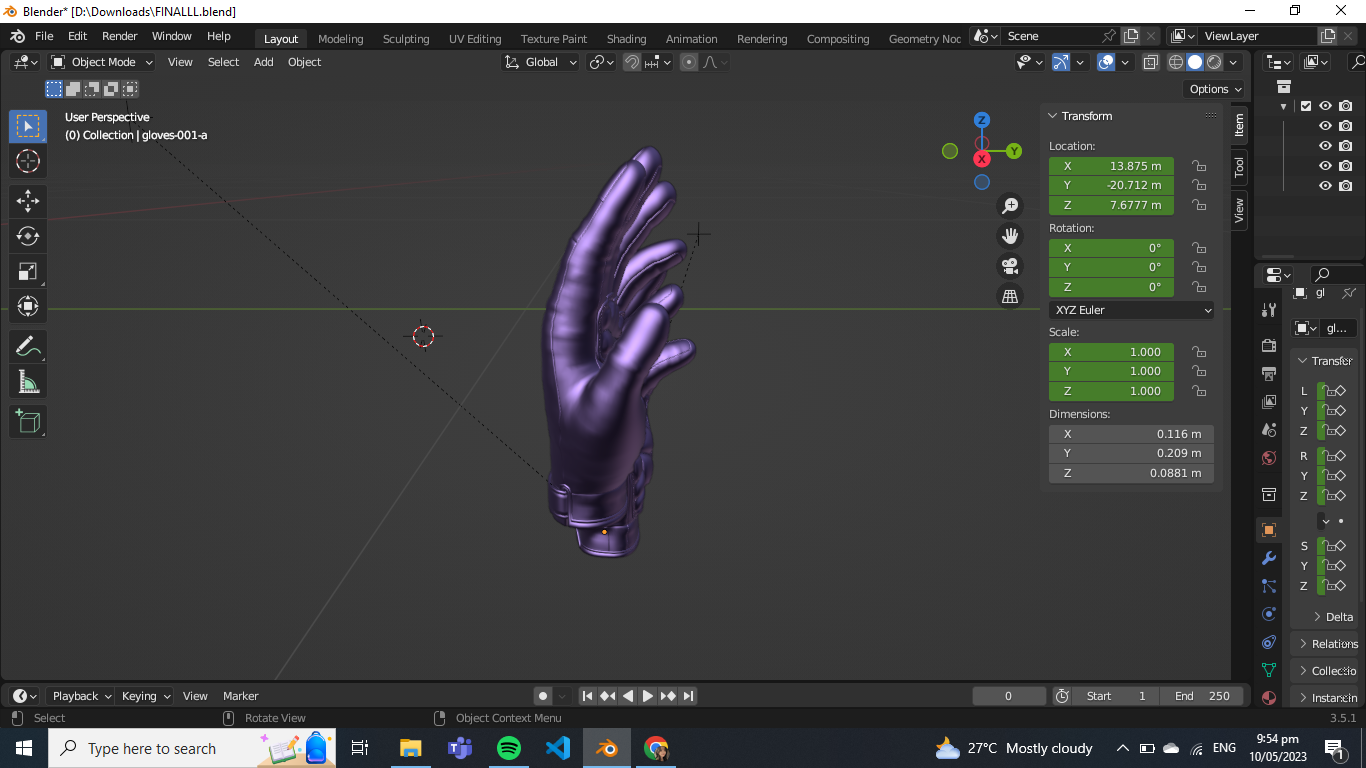 Blender* [D:\Downloads\FINALLL.blend]
File Edit Render Window Help Layout Modeling Sculpting UV Editing Texture Paint Shading Animation Rendering Compositing Geometry Noc Scene ViewLayer
Object Mode View Select Add Object Global
Options
User Perspective
(0) Collection | gloves-001-a
Z
Y
X
Transform
Location:
X 13.875 m
Y -20.712 m
Z 7.6777 m
Rotation:
X 0°
Y 0°
Z 0°
XYZ Euler
Scale:
X 1.000
Y 1.000
Z 1.000
Dimensions:
X 0.116 m
Y 0.209 m
Z 0.0881 m
Item
Tool
View
gl
gl...
Transfor
L
Y
Z
R
Y
Z
S
Y
Z
Delta
Relations
Collectio
Instancin
Playback Keying View Marker 0 Start 1 End 250
Select Rotate View Object Context Menu 3.5.1
Type here to search 27°C Mostly cloudy ENG 9:54 pm
10/05/2023
1